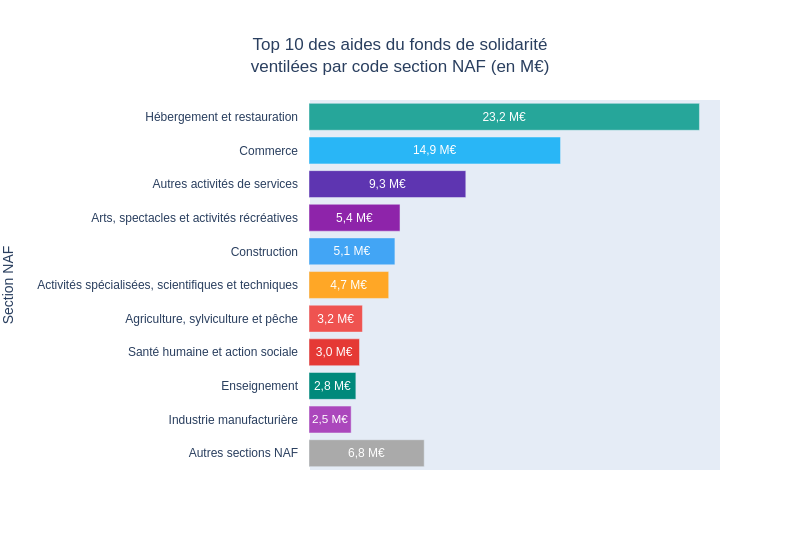 Top 10 des aides du fonds de solidarité
ventilées par code section NAF (en M€)
Section NAF
Hébergement et restauration 23,2 M€
Commerce 14,9 M€
Autres activités de services 9,3 M€
Arts, spectacles et activités récréatives 5,4 M€
Construction 5,1 M€
Activités spécialisées, scientifiques et techniques 4,7 M€
Agriculture, sylviculture et pêche 3,2 M€
Santé humaine et action sociale 3,0 M€
Enseignement 2,8 M€
Industrie manufacturière 2,5 M€
Autres sections NAF 6,8 M€